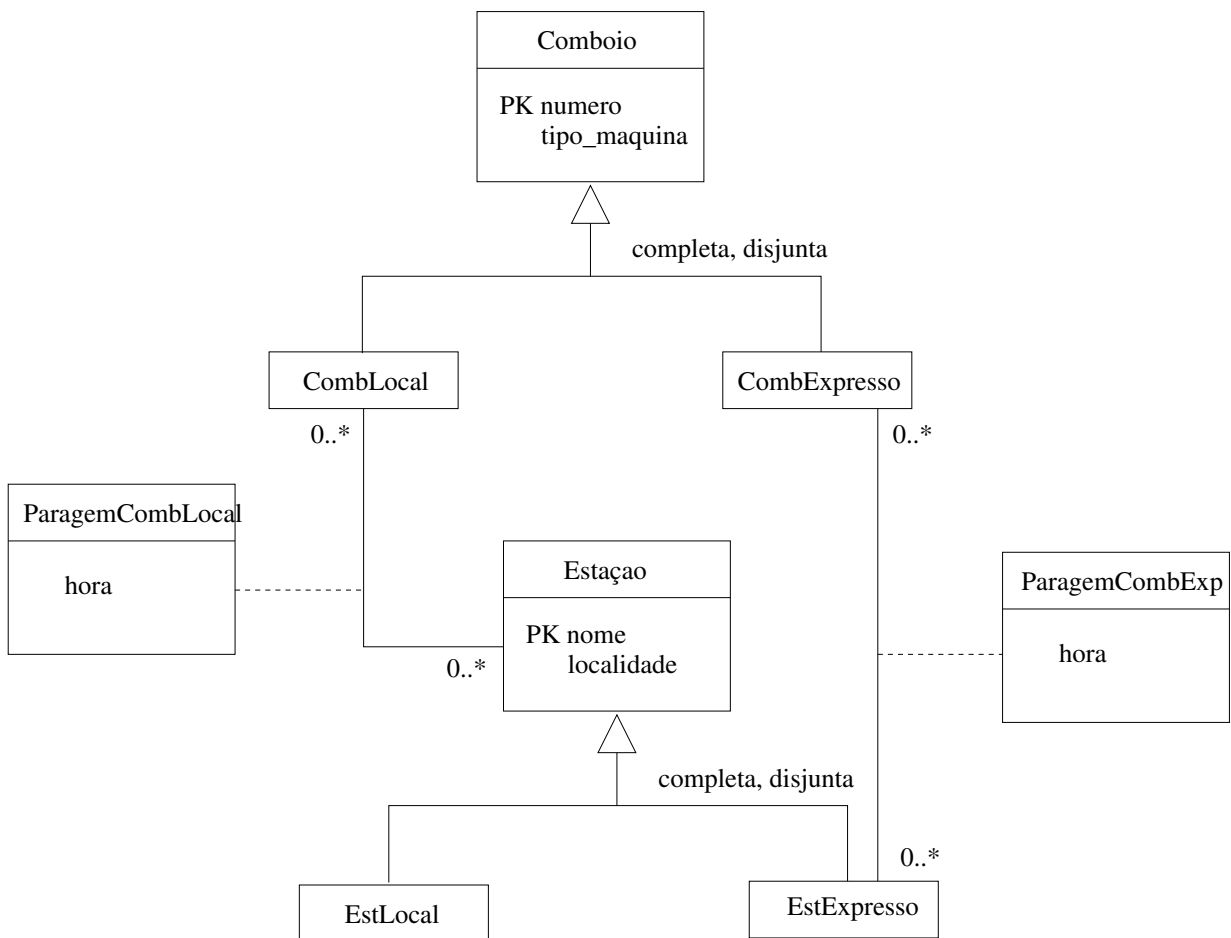 Comboio
PK numero
tipo_maquina
completa, disjunta
CombLocal
CombExpresso
0..*
0..*
ParagemCombLocal
hora
Estaçao
PK nome
localidade
ParagemCombExp
hora
0..*
completa, disjunta
0..*
EstLocal
EstExpresso